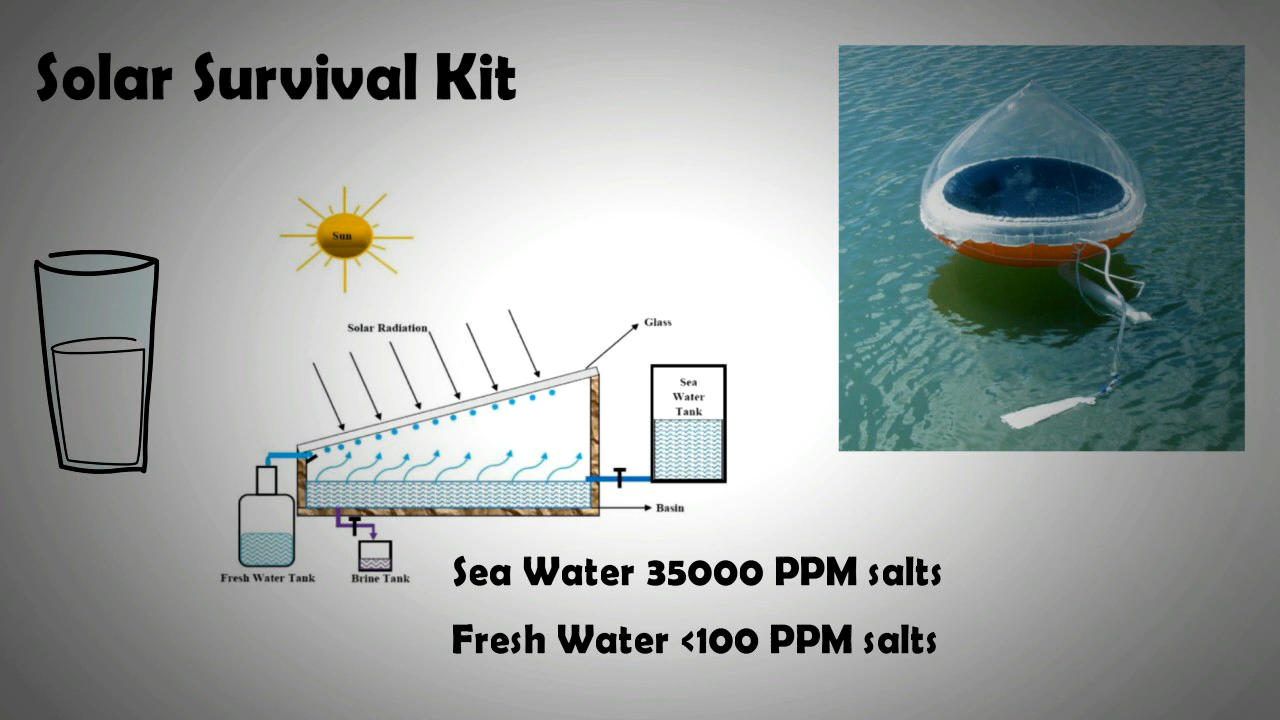 Solar Survival Kit
Sun
Solar Radiation
Glass
Sea
Water
Tank
Basin
Fresh Water Tank
Brine Tank
Sea Water 35000 PPM salts
Fresh Water <100 PPM salts